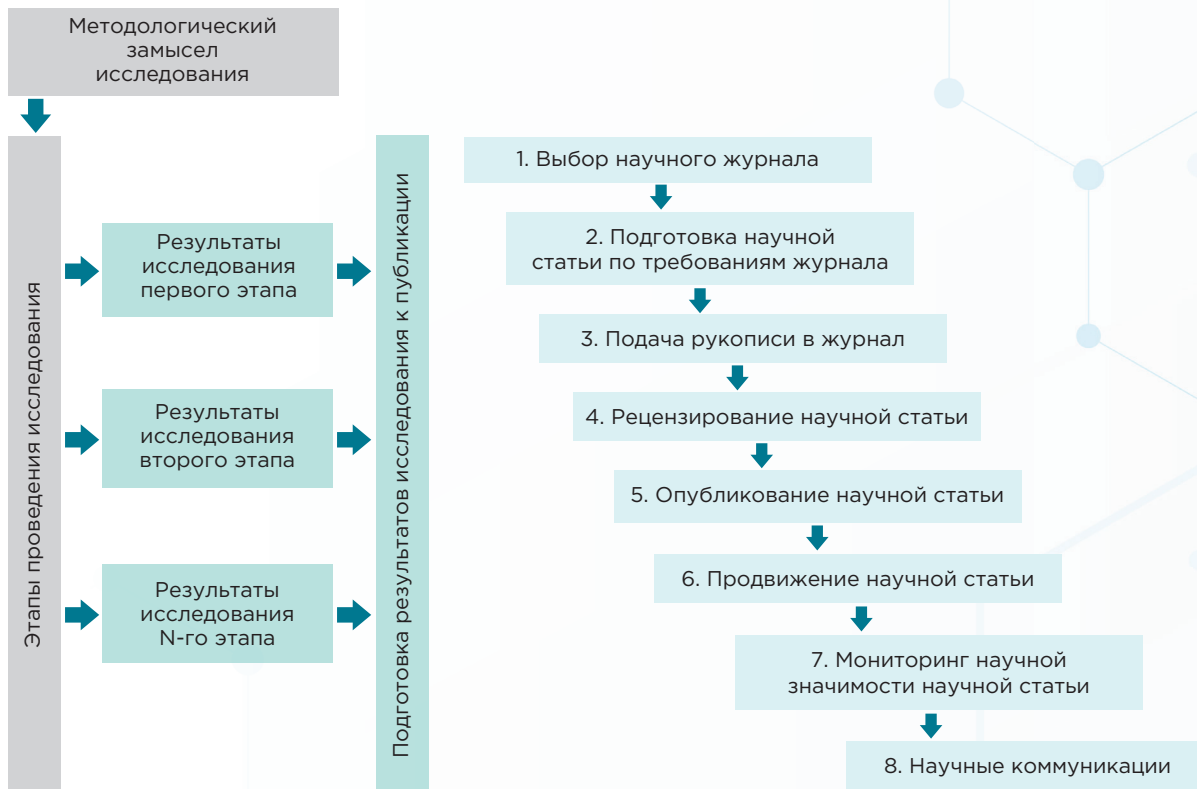 Методологический
замысел
исследования
Этапы проведения исследования
Результаты
исследования
первого этапа
Результаты
исследования
второго этапа
Результаты
исследования
N-го этапа
Подготовка результатов исследования к публикации
1. Выбор научного журнала
2. Подготовка научной
статьи по требованиям журнала
3. Подача рукописи в журнал
4. Рецензирование научной статьи
5. Опубликование научной статьи
6. Продвижение научной статьи
7. Мониторинг научной
значимости научной статьи
8. Научные коммуникации